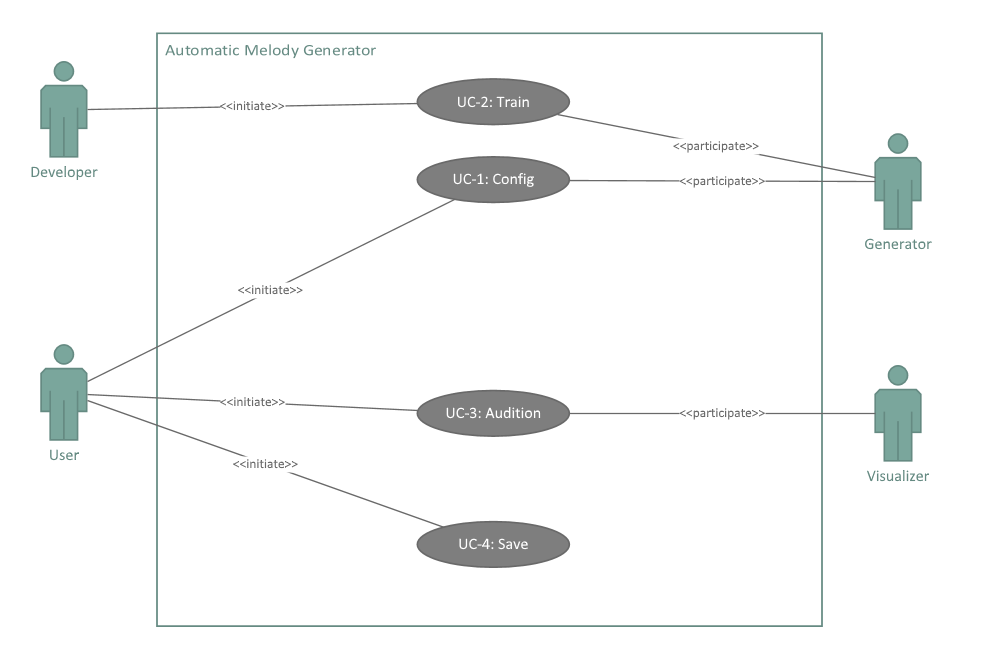 Automatic Melody Generator
<<initiate>>
UC-2: Train
<<participate>>
Developer
UC-1: Config
<<participate>>
Generator
<<initiate>>
<<initiate>>
UC-3: Audition
<<participate>>
User
<<initiate>>
Visualizer
UC-4: Save